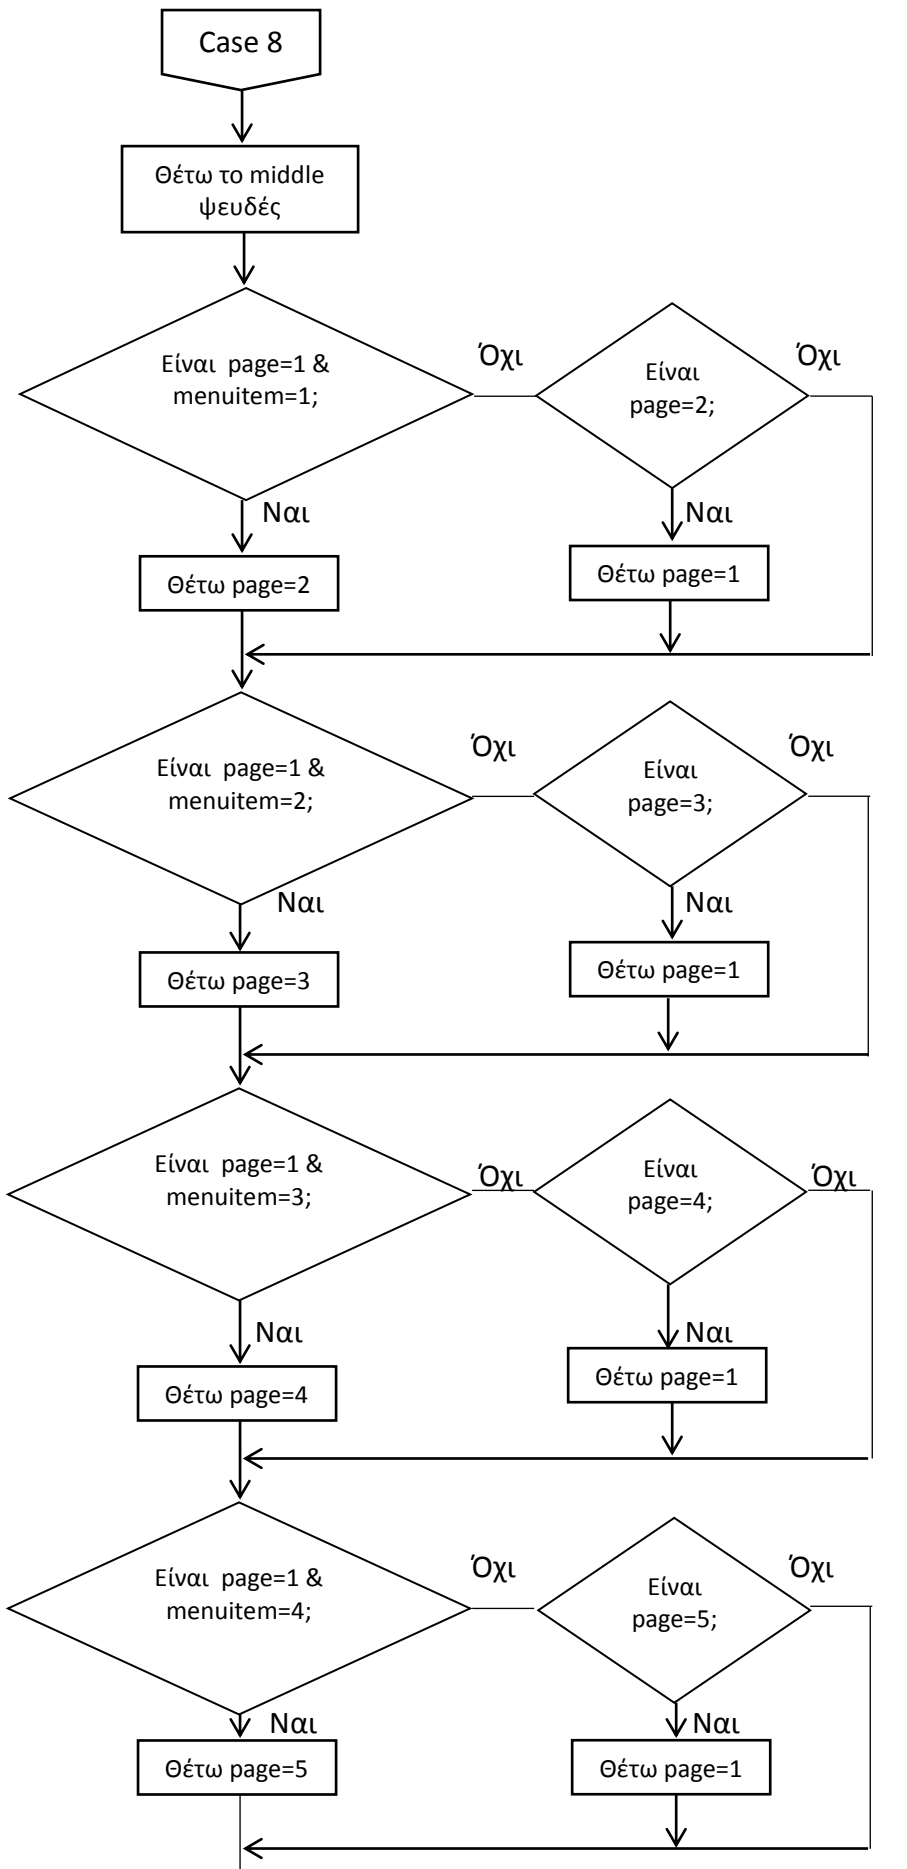 Case 8
Θέτω το middle
ψευδές
Είναι page=1 &
menuitem=1;
Όχι
Είναι
page=2;
Όχι
Ναι
Ναι
Θέτω page=2
Θέτω page=1
Είναι page=1 &
menuitem=2;
Όχι
Είναι
page=3;
Όχι
Ναι
Ναι
Θέτω page=3
Θέτω page=1
Είναι page=1 &
menuitem=3;
Όχι
Είναι
page=4;
Όχι
Ναι
Ναι
Θέτω page=4
Θέτω page=1
Είναι page=1 &
menuitem=4;
Όχι
Είναι
page=5;
Όχι
Ναι
Ναι
Θέτω page=5
Θέτω page=1